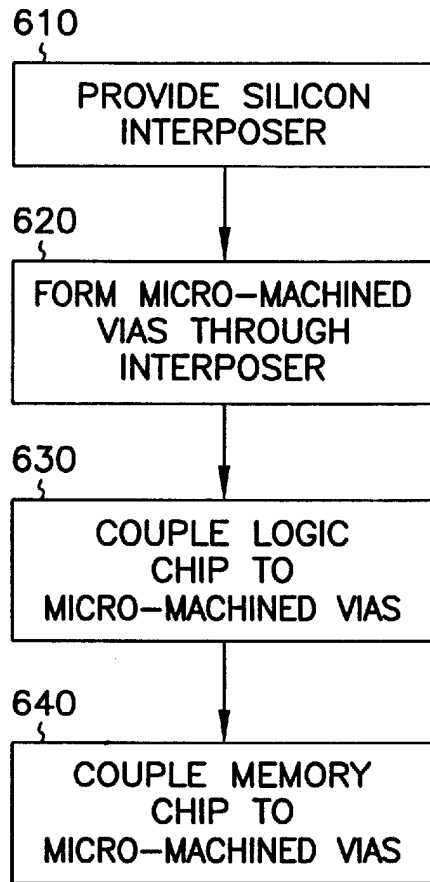 610
PROVIDE SILICON
INTERPOSER
620
FORM MICRO-MACHINED
VIAS THROUGH
INTERPOSER
630
COUPLE LOGIC
CHIP TO
MICRO-MACHINED VIAS
640
COUPLE MEMORY
CHIP TO
MICRO-MACHINED VIAS